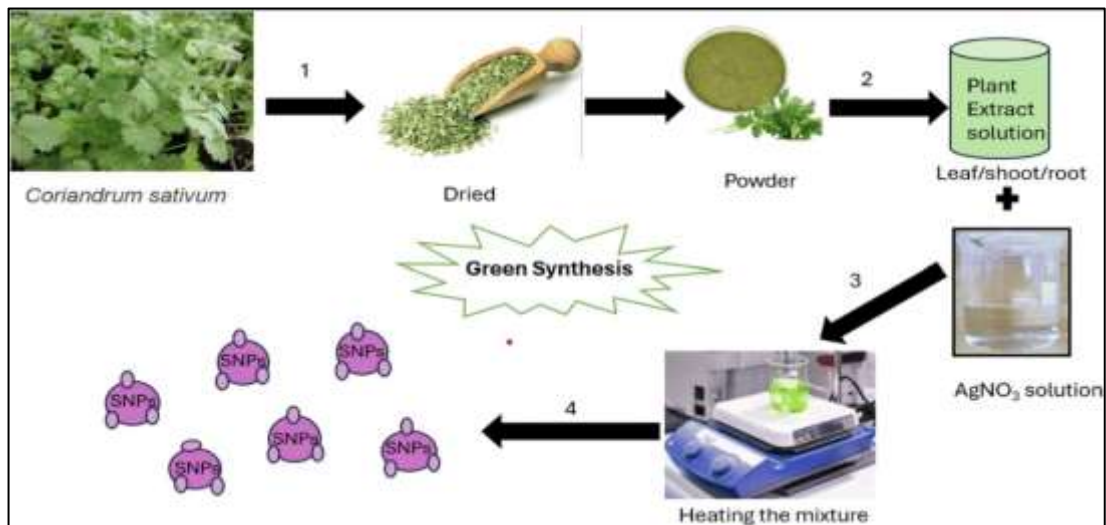 1
2
Plant
Extract
solution
Coriandrum sativum
Dried
Powder
Leaf/shoot/root
+
Green Synthesis
3
AgNO₃ solution
SNPs
SNPs
SNPs
SNPs
SNPs
SNPs
4
Heating the mixture